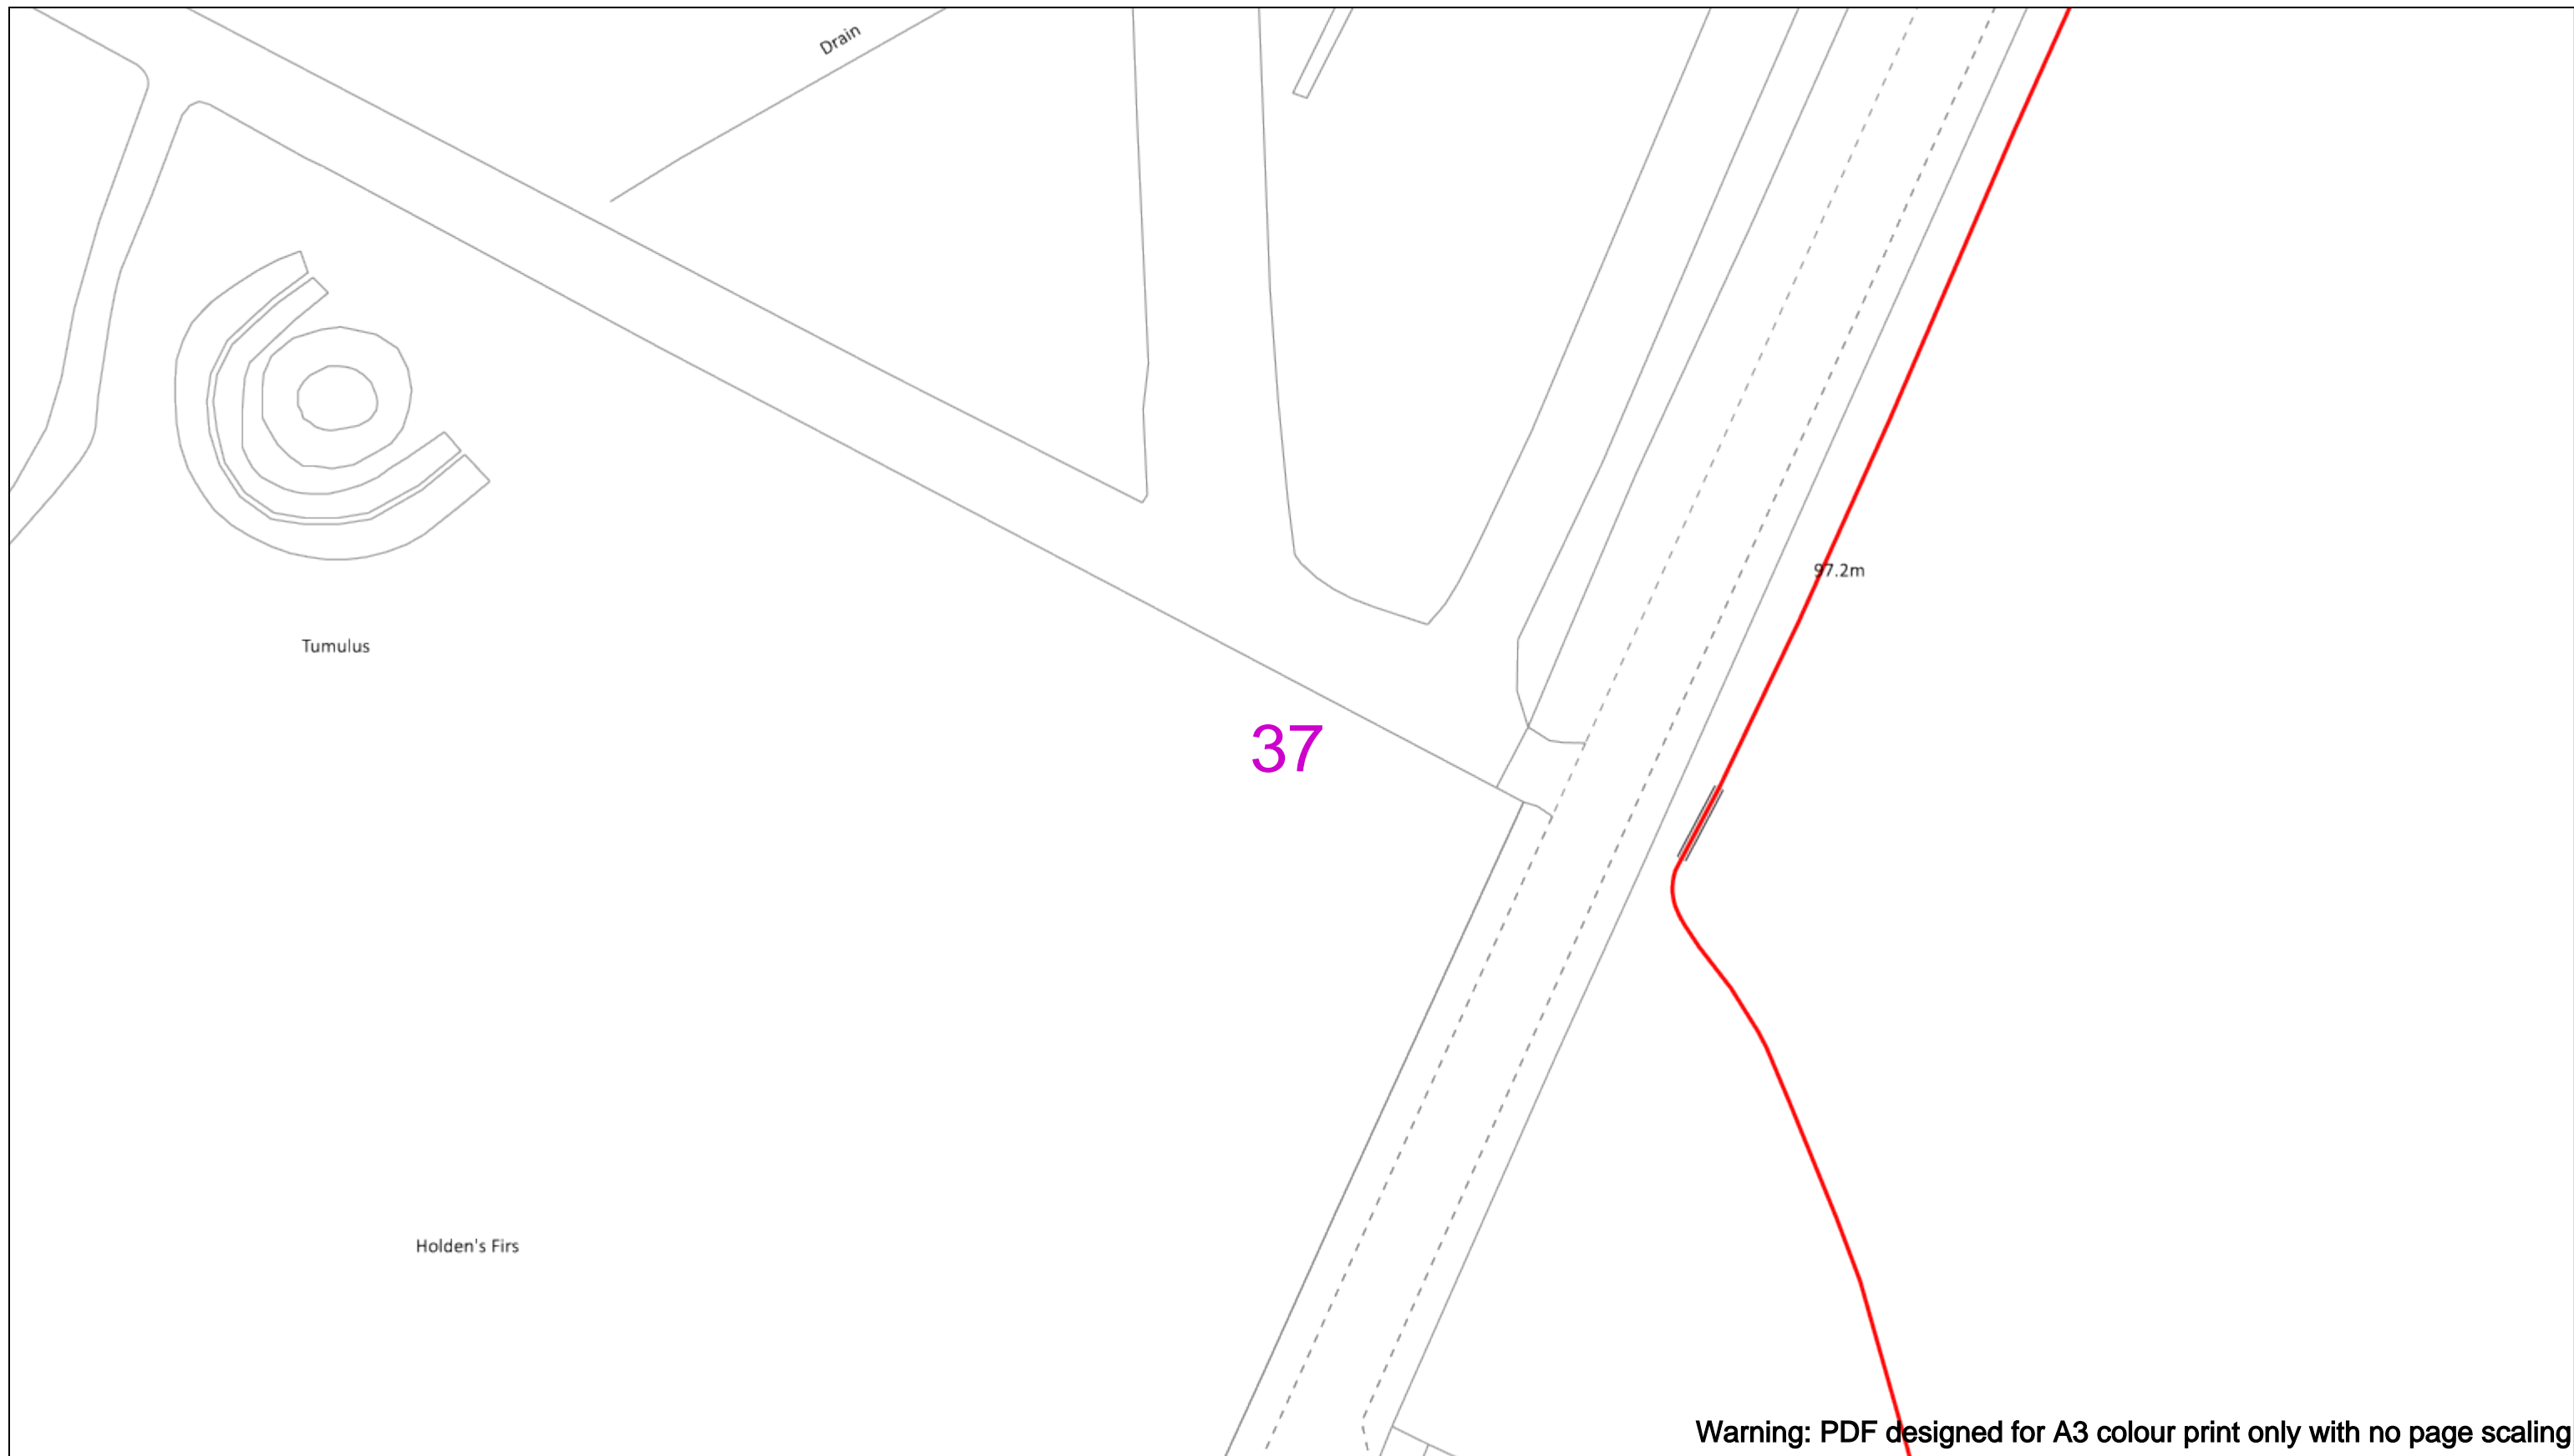 Drain
97.2m
Tumulus
37
Holden's Firs
Warning: PDF designed for A3 colour print only with no page scaling